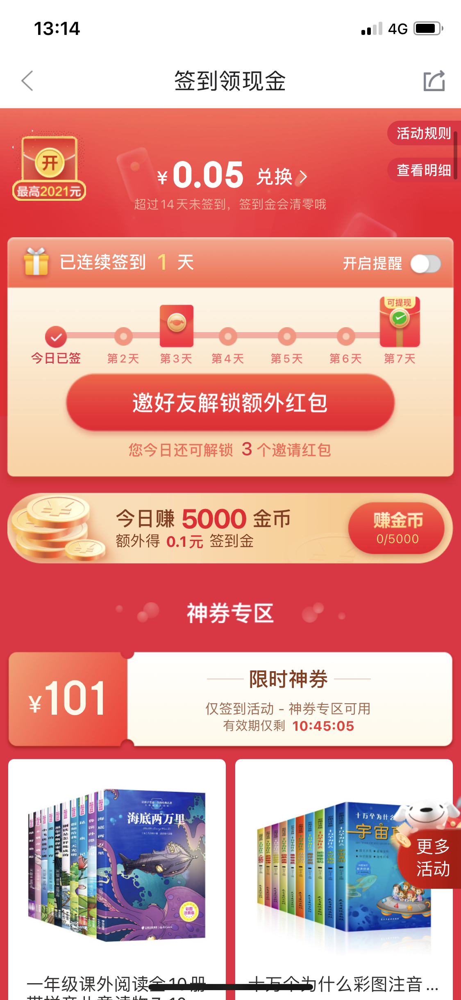 13:14
4G
签到领现金
活动规则
开
最高2021元
¥0.05 兑换
查看明细
超过14天未签到，签到金会清零哦
已连续签到 1 天
开启提醒
可提现
今日已签
第2天
第3天
第4天
第5天
第6天
第7天
邀好友解锁额外红包
您今日还可解锁 3 个邀请红包
今日赚 5000 金币
额外得 0.1元 签到金
赚金币
0/5000
神券专区
¥101
限时神券
仅签到活动 - 神券专区可用
有效期仅剩 10:45:05
海底两万里
彩图
注音版
十万个为什么
宇宙
更多
活动
一年级课外阅读全10册
十万个为什么彩图注音...